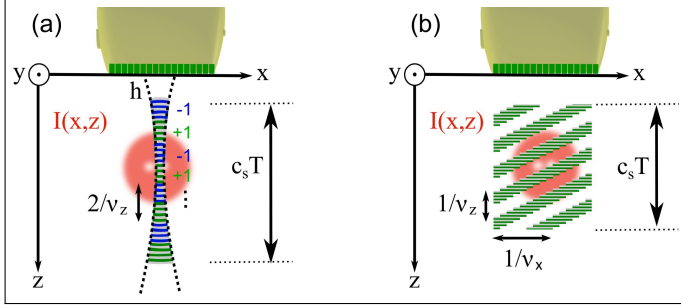 (a)
y
x
h
I(x,z)
-1
+1
-1
+1
c_sT
2/ν_z
z
(b)
y
x
I(x,z)
c_sT
1/ν_z
1/ν_x
z